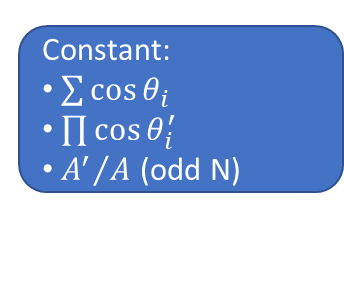 Constant:
• ∑ cos θᵢ
• ∏ cos θᵢ′
• A′/A (odd N)